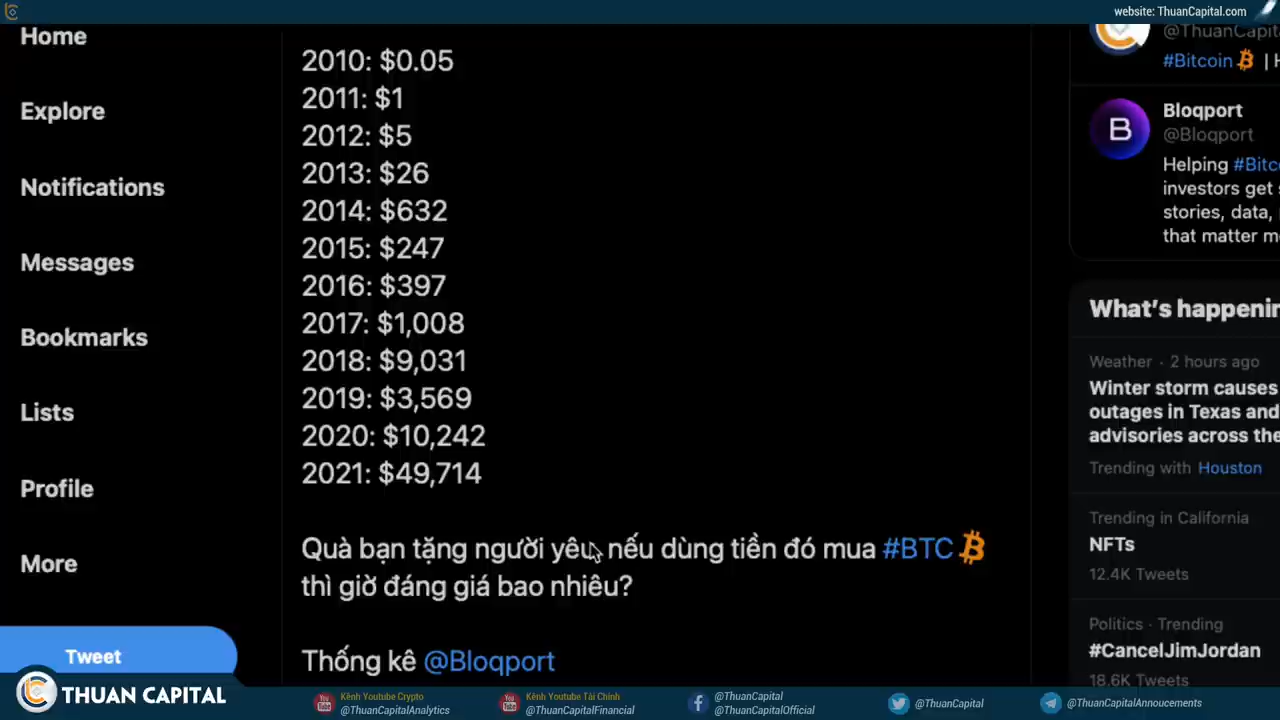 website: ThuanCapital.com
Home
Explore
Notifications
Messages
Bookmarks
Lists
Profile
More
Tweet
2010: $0.05
2011: $1
2012: $5
2013: $26
2014: $632
2015: $247
2016: $397
2017: $1,008
2018: $9,031
2019: $3,569
2020: $10,242
2021: $49,714
Quà bạn tặng người yêu nếu dùng tiền đó mua #BTC
thì giờ đáng giá bao nhiêu?
Thống kê @Bloqport
@ThuanCapit
#Bitcoin | H
B
Bloqport
@Bloqport
Helping #Bitc
investors get s
stories, data,
that matter m
What's happenin
Weather · 2 hours ago
Winter storm causes
outages in Texas and
advisories across the
Trending with Houston
Trending in California
NFTs
12.4K Tweets
Politics · Trending
#CancelJimJordan
18.6K Tweets
THUAN CAPITAL
Kênh Youtube Crypto
@ThuanCapitalAnalytics
Kênh Youtube Tài Chính
@ThuanCapitalFinancial
@ThuanCapital
@ThuanCapitalOfficial
@ThuanCapital
@ThuanCapitalAnnoucements